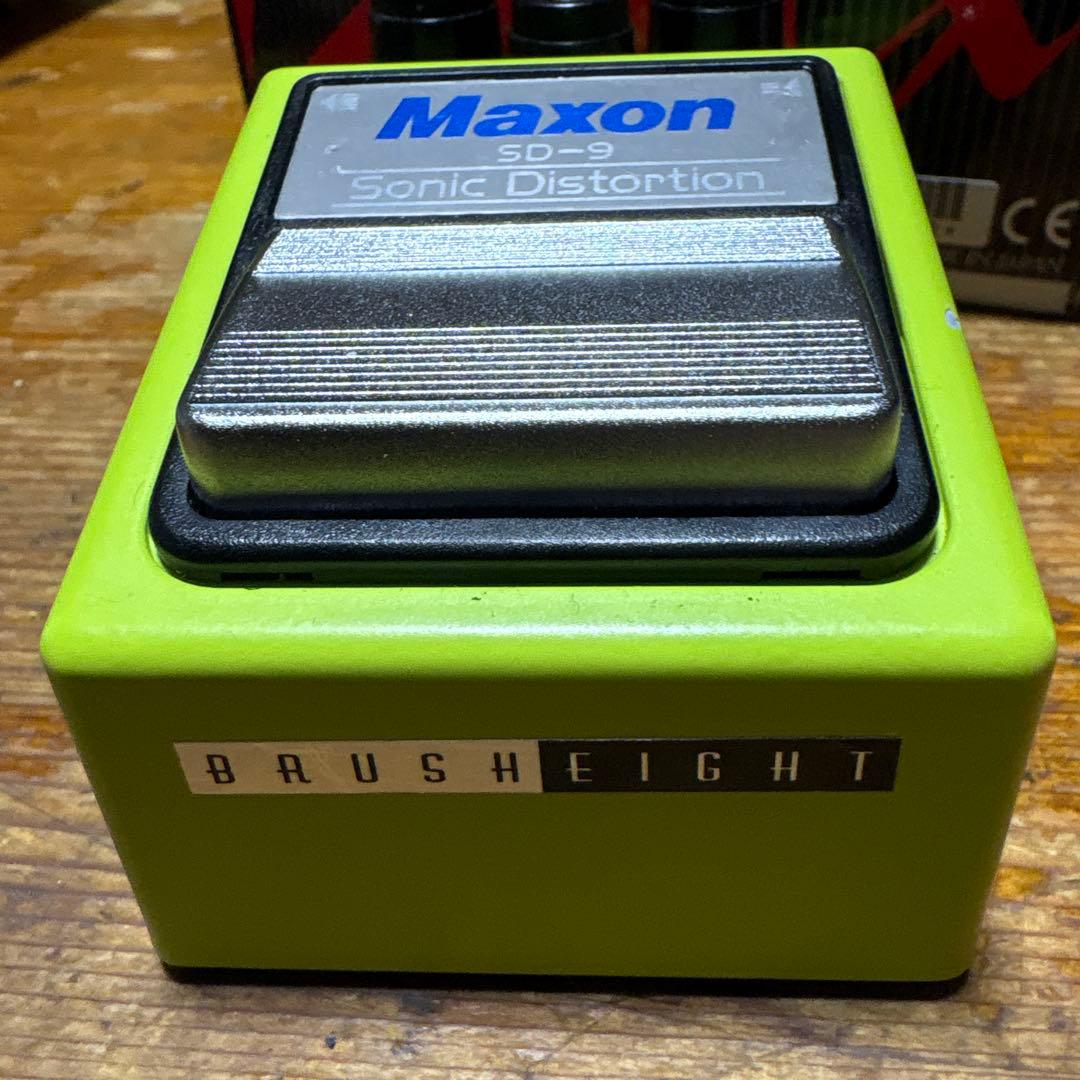 Maxon
SD-9
Sonic Distortion
CE
BRUSHEIGHT